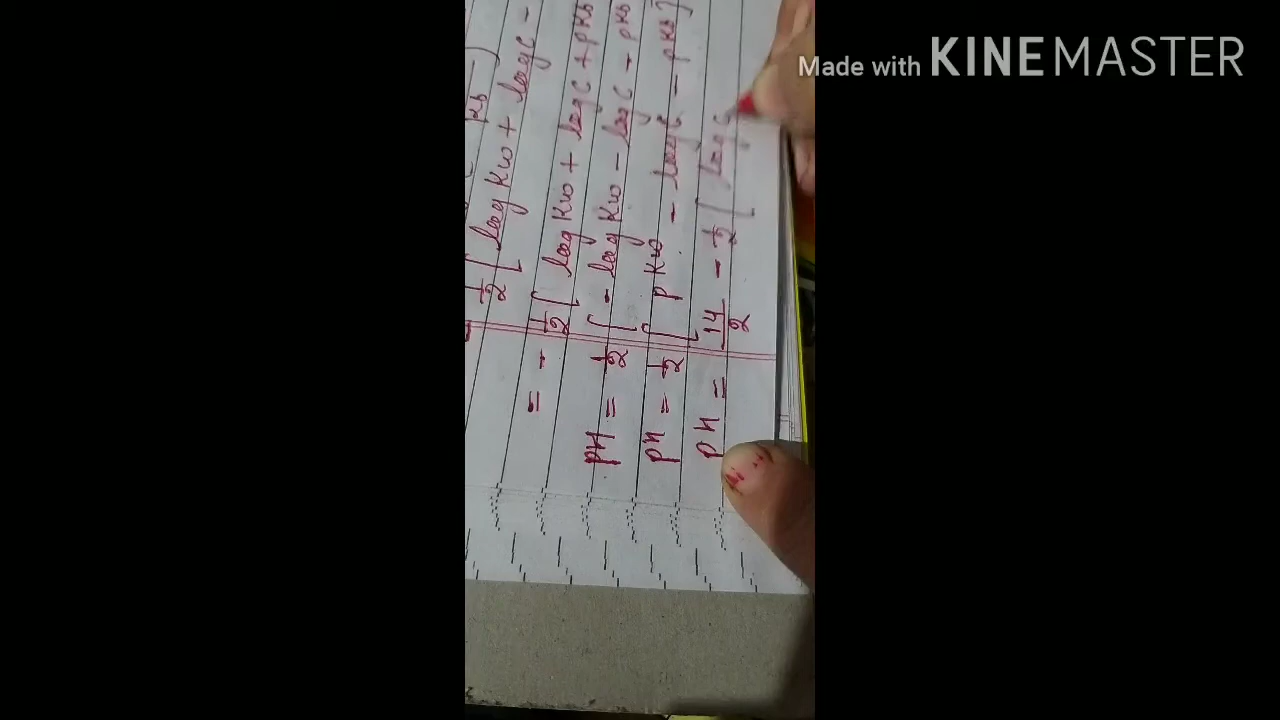 Made with KINEMASTER
kb
1/2 [ log Kw + log C -
= - 1/2 [ log Kw + log C + pKb
pH = 1/2 [ - log Kw - log C - pKb
pH = 1/2 [ pKw - log C - pKb ]
pH = 14/2 - 1/2 [ log C